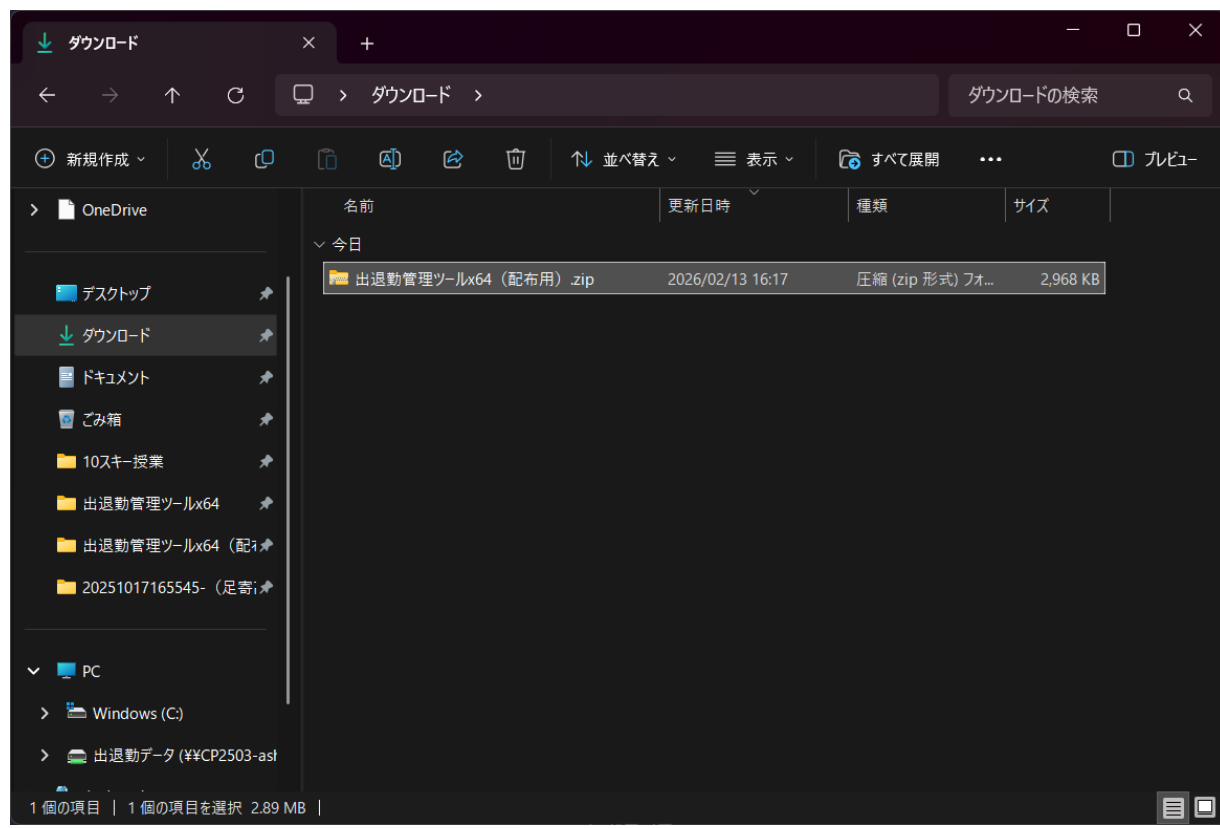 ダウンロード
ダウンロード
ダウンロードの検索
新規作成
並べ替え
表示
すべて展開
プレビュー
OneDrive
デスクトップ
ダウンロード
ドキュメント
ごみ箱
10スキー授業
出退勤管理ツールx64
出退勤管理ツールx64（配
20251017165545-（足寄
PC
Windows (C:)
出退勤データ (¥¥CP2503-as
名前 更新日時 種類 サイズ
今日
出退勤管理ツールx64（配布用）.zip 2026/02/13 16:17 圧縮 (zip 形式) フォ... 2,968 KB
1 個の項目 | 1 個の項目を選択 2.89 MB |